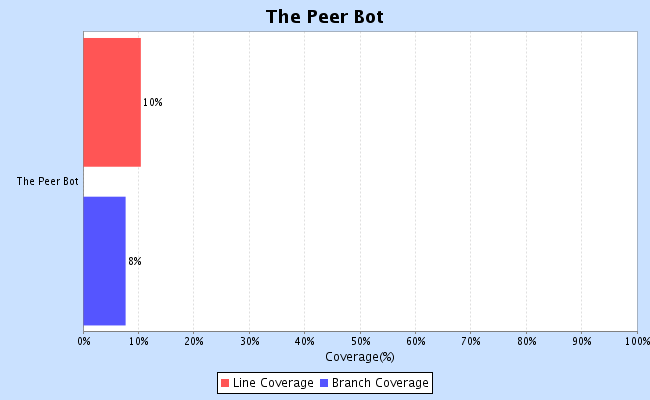 The Peer Bot
10%
The Peer Bot
8%
0% 10% 20% 30% 40% 50% 60% 70% 80% 90% 100%
Coverage(%)
Line Coverage Branch Coverage